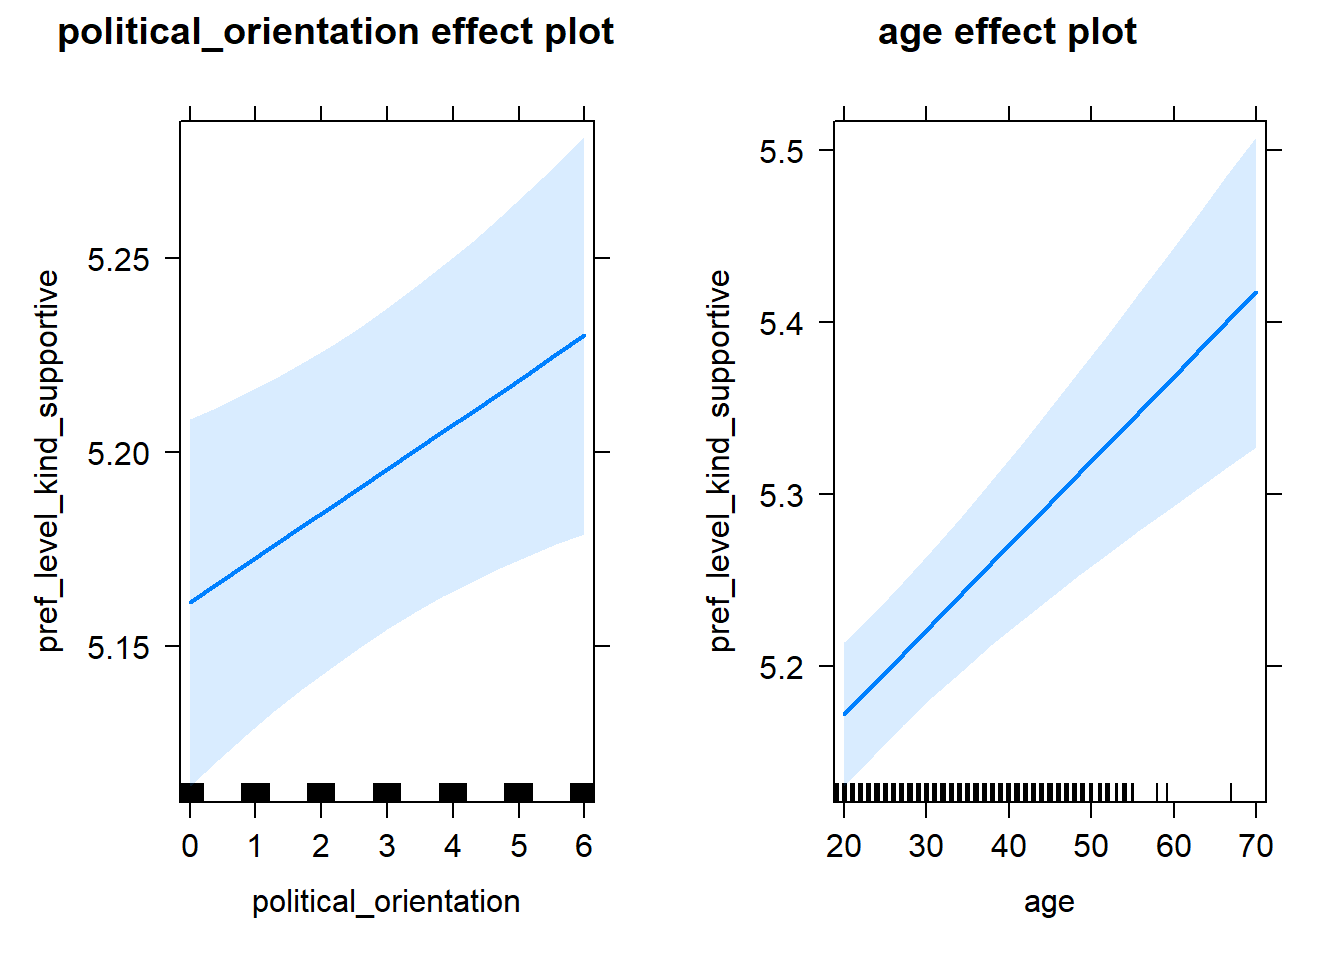 political_orientation effect plot
pref_level_kind_supportive
5.25
5.20
5.15
0 1 2 3 4 5 6
political_orientation
age effect plot
pref_level_kind_supportive
5.5
5.4
5.3
5.2
20 30 40 50 60 70
age